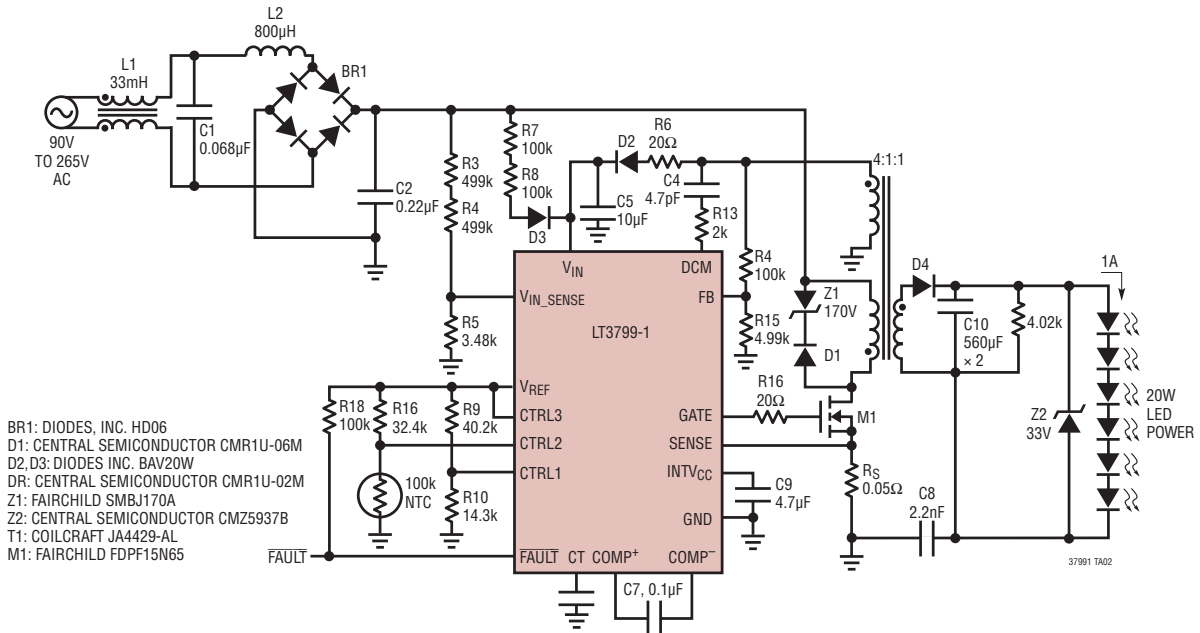 L2
800µH
L1
33mH
BR1
90V
TO 265V
AC
C1
0.068µF
C2
0.22µF
R3
499k
R4
499k
R5
3.48k
R7
100k
R8
100k
D3
D2
R6
20Ω
C5
10µF
C4
4.7pF
R13
2k
R4
100k
R15
4.99k
4:1:1
Z1
170V
D1
D4
C10
560µF
× 2
4.02k
1A
Z2
33V
20W
LED
POWER
VIN
DCM
VIN_SENSE
FB
LT3799-1
VREF
CTRL3
CTRL2
CTRL1
GATE
SENSE
INTVCC
GND
FAULT CT COMP+ COMP–
R16
20Ω
M1
RS
0.05Ω
C9
4.7µF
C8
2.2nF
R18
100k
R16
32.4k
R9
40.2k
100k
NTC
R10
14.3k
FAULT
C7, 0.1µF
BR1: DIODES, INC. HD06
D1: CENTRAL SEMICONDUCTOR CMR1U-06M
D2,D3: DIODES INC. BAV20W
DR: CENTRAL SEMICONDUCTOR CMR1U-02M
Z1: FAIRCHILD SMBJ170A
Z2: CENTRAL SEMICONDUCTOR CMZ5937B
T1: COILCRAFT JA4429-AL
M1: FAIRCHILD FDPF15N65
37991 TA02